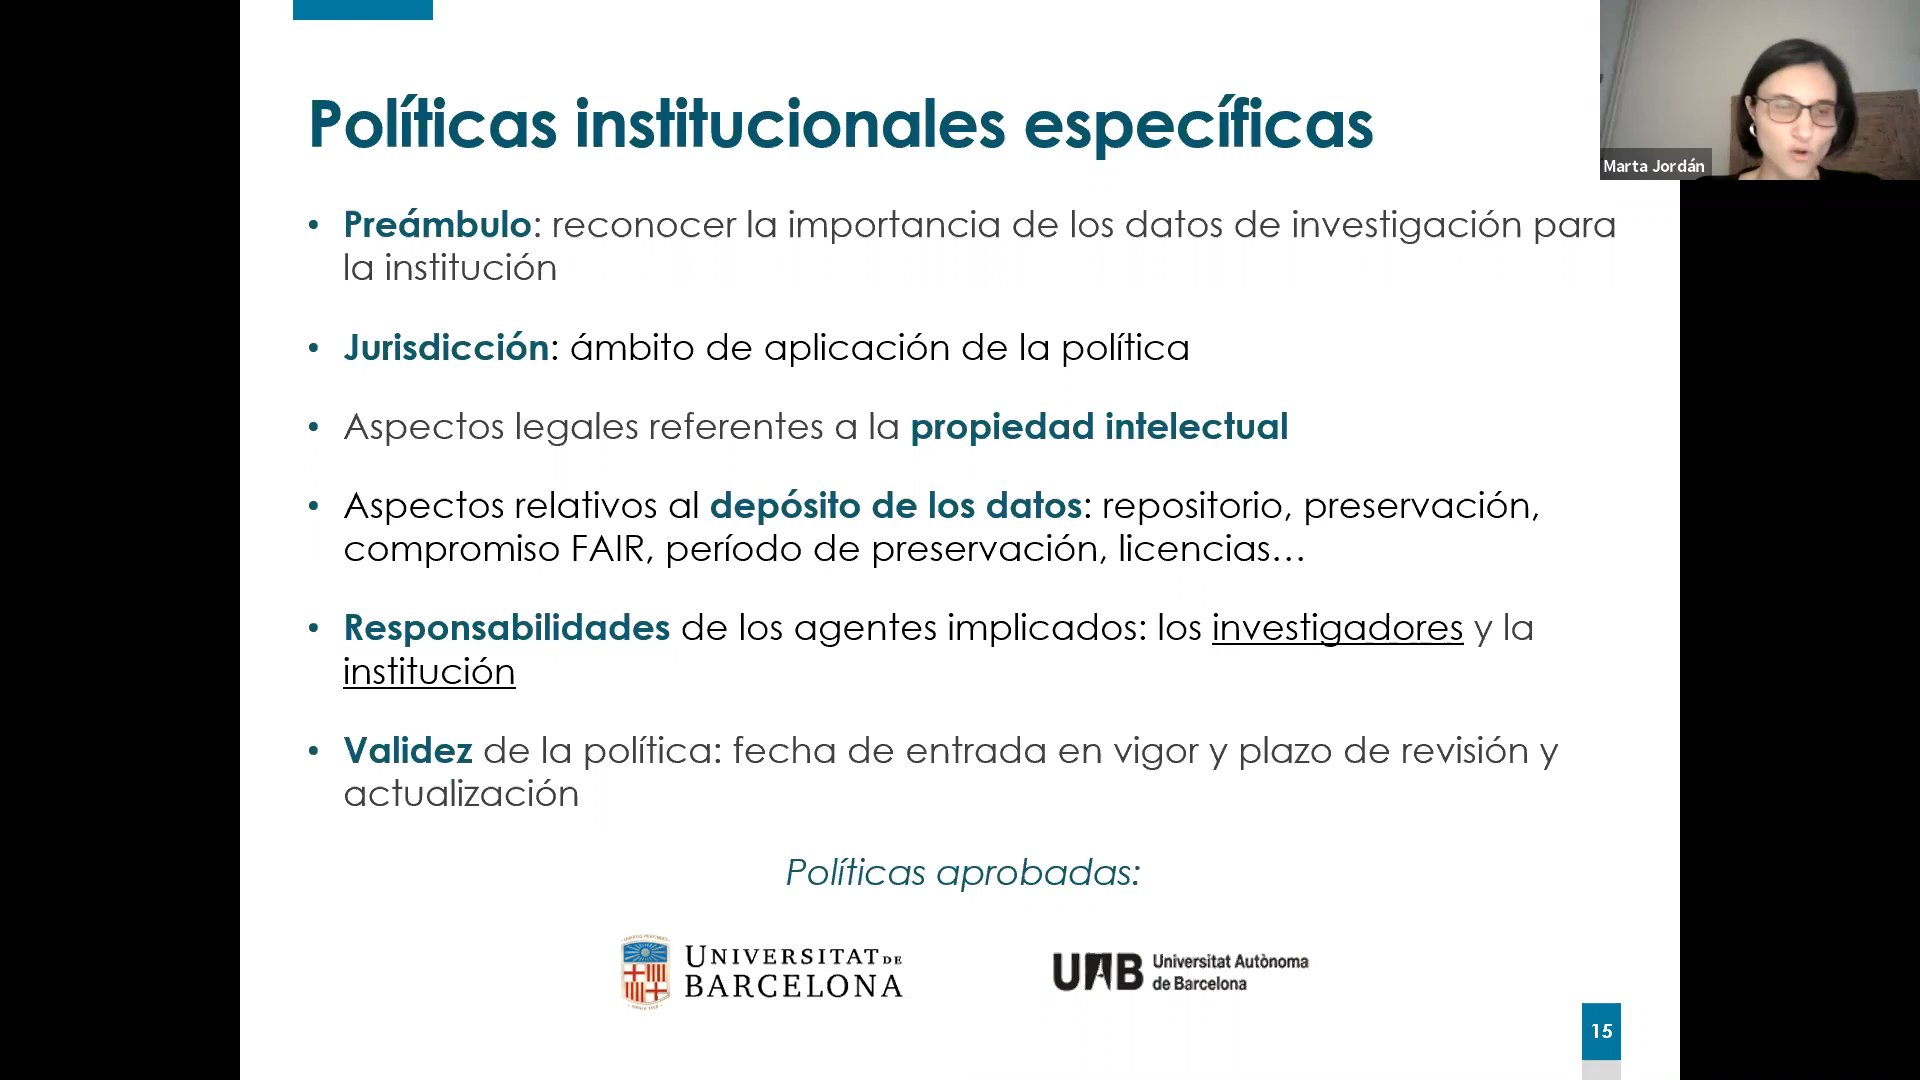 Políticas institucionales específicas
Marta Jordán
• Preámbulo: reconocer la importancia de los datos de investigación para
la institución
• Jurisdicción: ámbito de aplicación de la política
• Aspectos legales referentes a la propiedad intelectual
• Aspectos relativos al depósito de los datos: repositorio, preservación,
compromiso FAIR, período de preservación, licencias...
• Responsabilidades de los agentes implicados: los investigadores y la
institución
• Validez de la política: fecha de entrada en vigor y plazo de revisión y
actualización
Políticas aprobadas:
UNIVERSITAT DE
BARCELONA
UAB Universitat Autònoma
de Barcelona
15